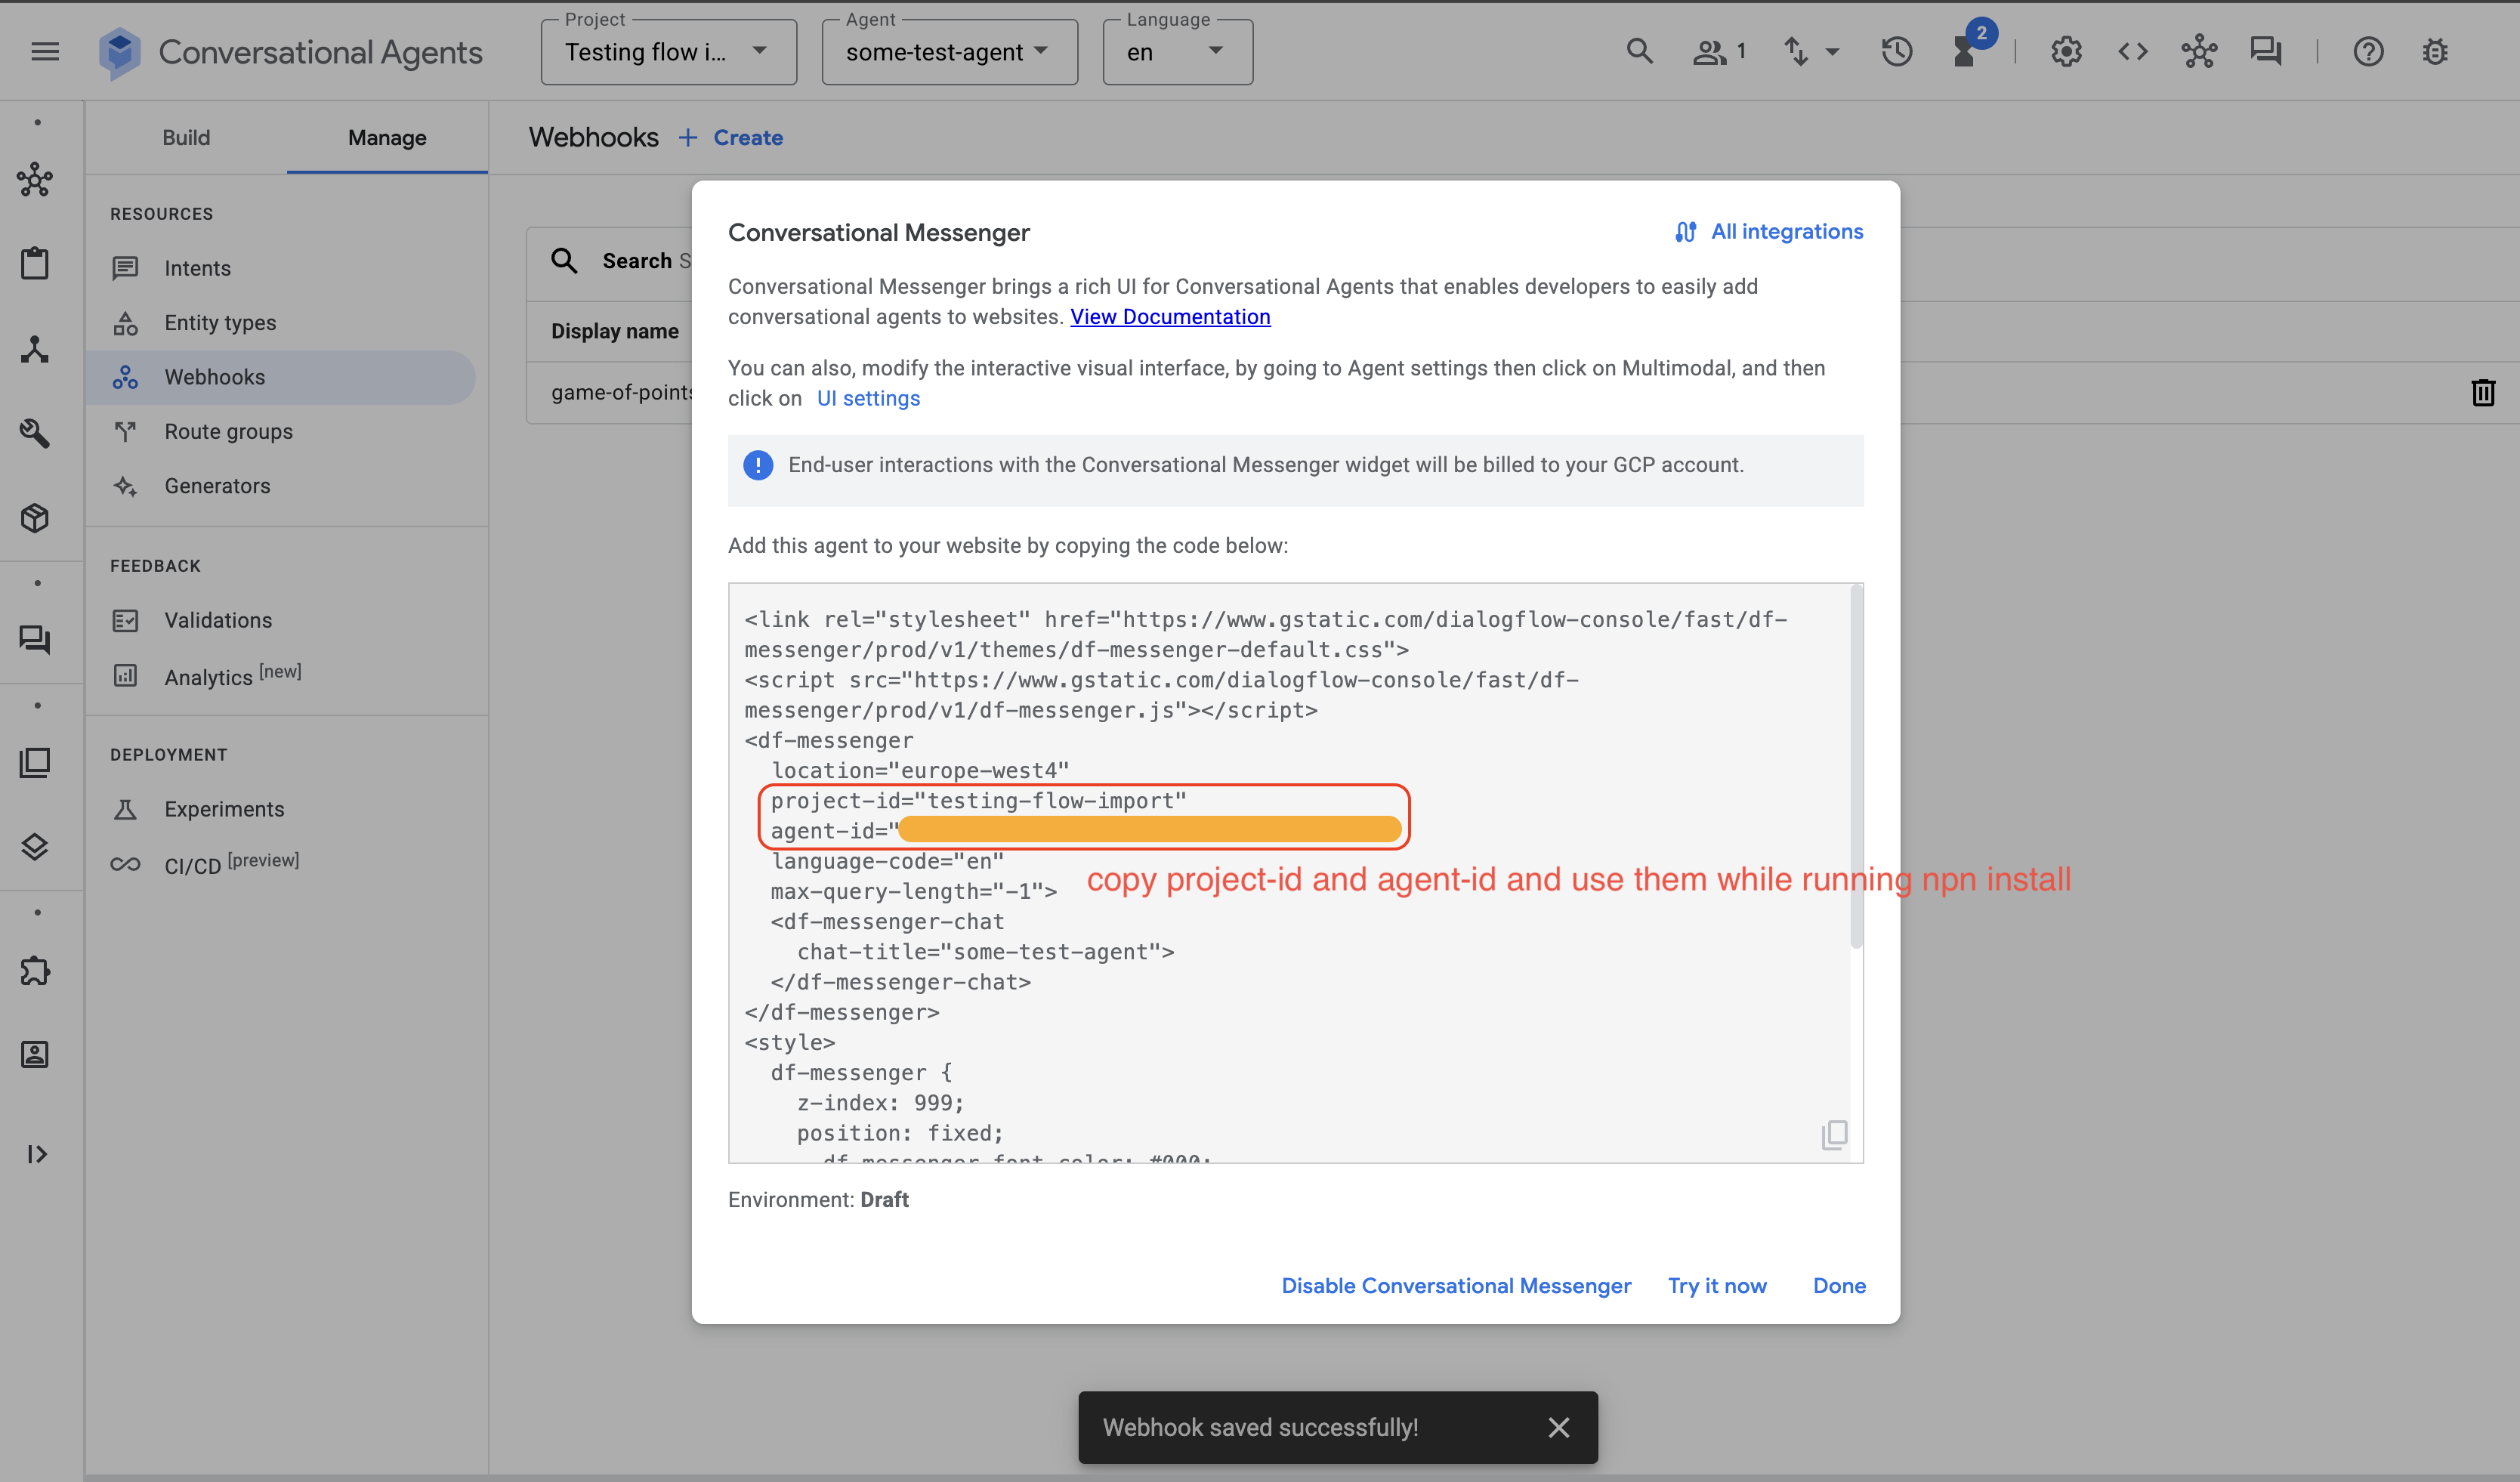 Conversational Agents
Project
Testing flow i...
Agent
some-test-agent
Language
en
1
2
Build
Manage
Webhooks
Create
RESOURCES
Intents
Entity types
Webhooks
Route groups
Generators
FEEDBACK
Validations
Analytics [new]
DEPLOYMENT
Experiments
CI/CD [preview]
Search S
Display name
game-of-points
Conversational Messenger
All integrations
Conversational Messenger brings a rich UI for Conversational Agents that enables developers to easily add
conversational agents to websites. View Documentation
You can also, modify the interactive visual interface, by going to Agent settings then click on Multimodal, and then
click on UI settings
End-user interactions with the Conversational Messenger widget will be billed to your GCP account.
Add this agent to your website by copying the code below:
<link rel="stylesheet" href="https://www.gstatic.com/dialogflow-console/fast/df-
messenger/prod/v1/themes/df-messenger-default.css">
<script src="https://www.gstatic.com/dialogflow-console/fast/df-
messenger/prod/v1/df-messenger.js"></script>
<df-messenger
location="europe-west4"
project-id="testing-flow-import"
agent-id="
language-code="en"
max-query-length="-1">
copy project-id and agent-id and use them while running npn install
<df-messenger-chat
chat-title="some-test-agent">
</df-messenger-chat>
</df-messenger>
<style>
df-messenger {
z-index: 999;
position: fixed;
df-messenger-font-color: #000;
Environment: Draft
Disable Conversational Messenger
Try it now
Done
Webhook saved successfully!